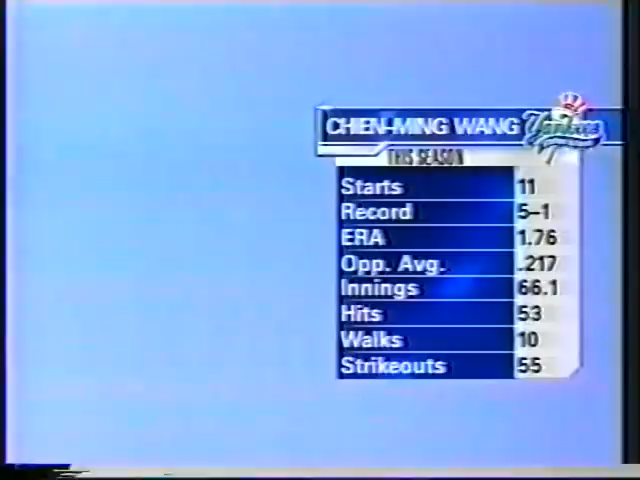 CHIEN-MING WANG Yankees
THIS SEASON
Starts 11
Record 5-1
ERA 1.76
Opp. Avg. .217
Innings 66.1
Hits 53
Walks 10
Strikeouts 55